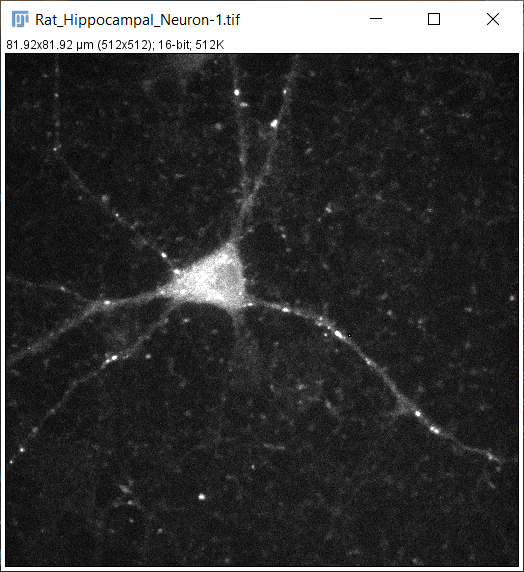 Rat_Hippocampal_Neuron-1.tif
81.92x81.92 µm (512x512); 16-bit; 512K